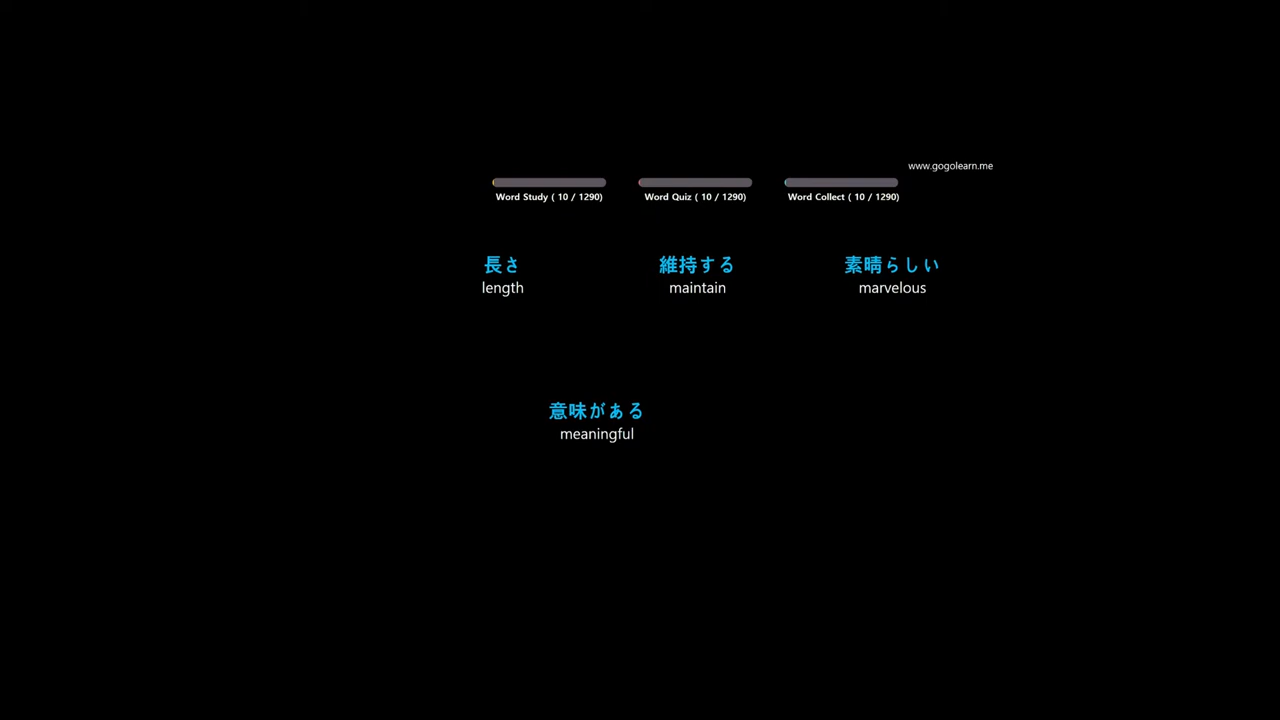 www.gogolearn.me
Word Study ( 10 / 1290)
Word Quiz ( 10 / 1290)
Word Collect ( 10 / 1290)
長さ
length
維持する
maintain
素晴らしい
marvelous
意味がある
meaningful